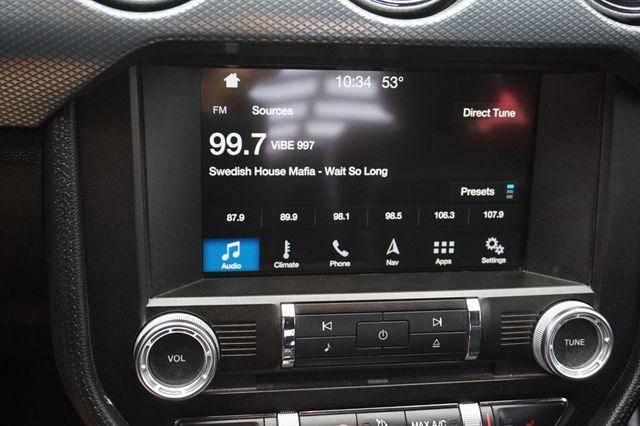 10:34 53°
FM Sources Direct Tune
99.7 ViBE 997
Swedish House Mafia - Wait So Long
Presets
87.9 89.9 98.1 98.5 106.3 107.9
Audio Climate Phone Nav Apps Settings
VOL TUNE
MAX A/C